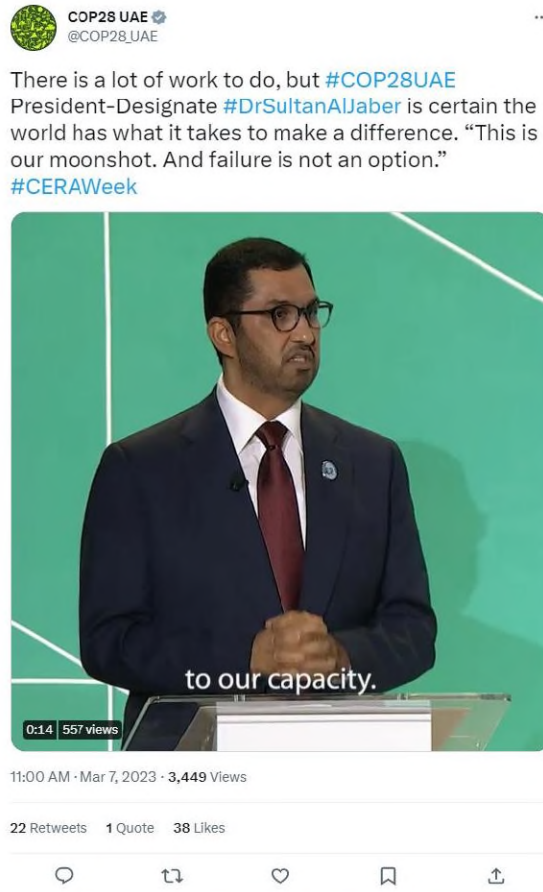 COP28 UAE
@COP28_UAE
There is a lot of work to do, but #COP28UAE
President-Designate #DrSultanAlJaber is certain the
world has what it takes to make a difference. “This is
our moonshot. And failure is not an option.”
#CERAWeek
to our capacity.
0:14 557 views
11:00 AM · Mar 7, 2023 · 3,449 Views
22 Retweets 1 Quote 38 Likes